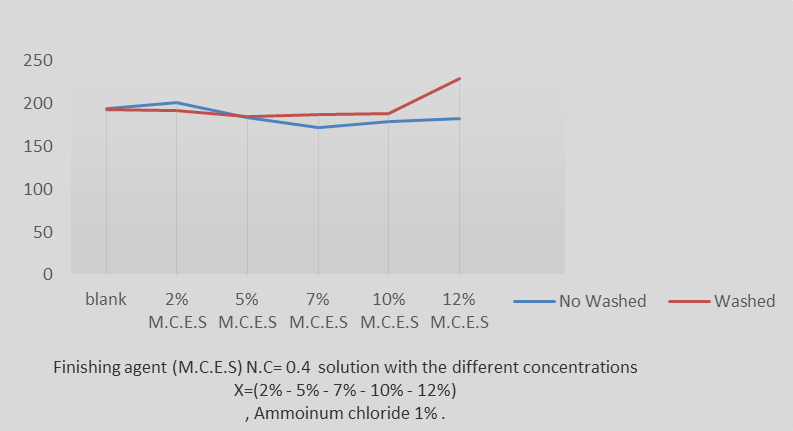 250
200
150
100
50
0
blank
2% M.C.E.S
5% M.C.E.S
7% M.C.E.S
10% M.C.E.S
12% M.C.E.S
No Washed
Washed
Finishing agent (M.C.E.S) N.C= 0.4 solution with the different concentrations
X=(2% - 5% - 7% - 10% - 12%)
, Ammoinum chloride 1% .